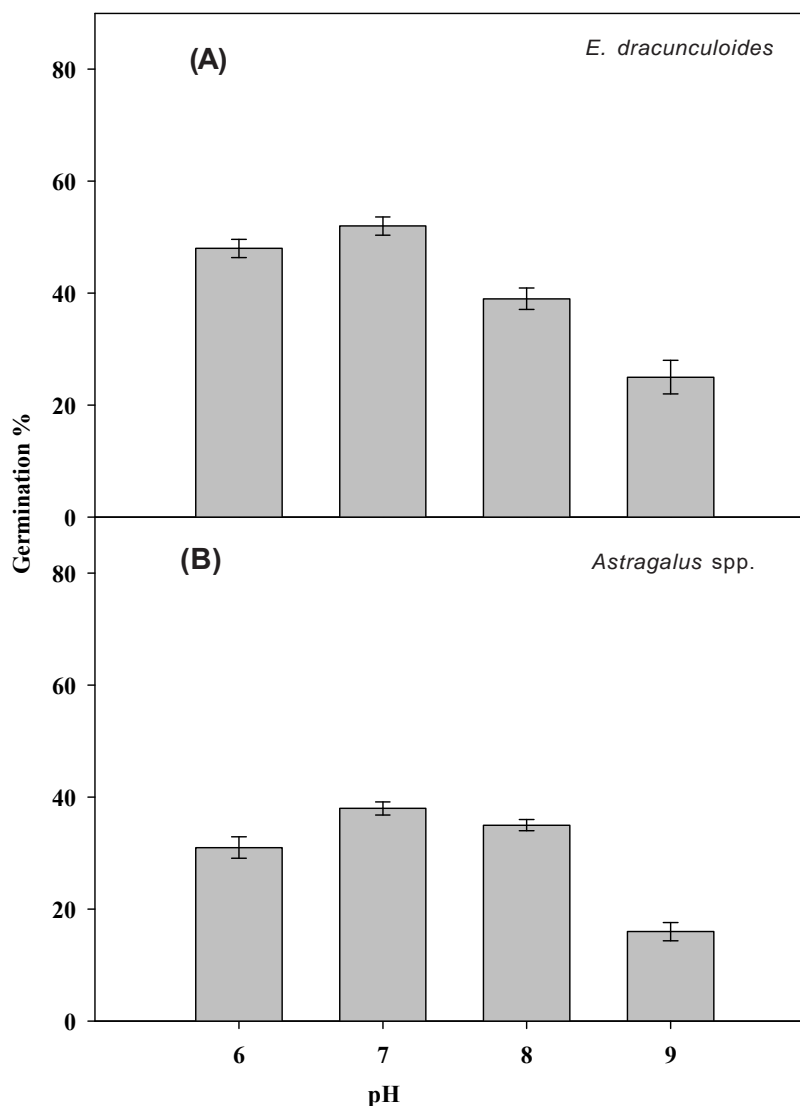 (A)
E. dracunculoides
80
60
40
20
0
Germination %
(B)
Astragalus spp.
80
60
40
20
0
6 7 8 9
pH